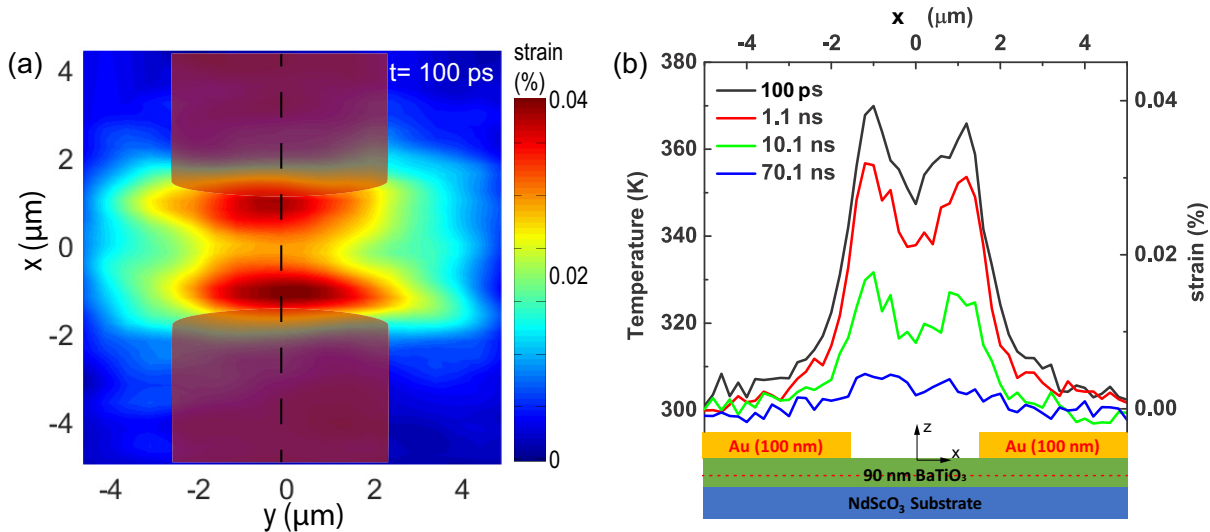 (a)
t= 100 ps
strain
(%)
0.04
0.02
0
4
2
0
-2
-4
x (μm)
-4
-2
0
2
4
y (μm)
(b)
x (μm)
-4
-2
0
2
4
380
360
340
320
300
Temperature (K)
100 ps
1.1 ns
10.1 ns
70.1 ns
0.04
0.02
0.00
strain (%)
Au (100 nm)
z
x
Au (100 nm)
90 nm BaTiO₃
NdScO₃ Substrate